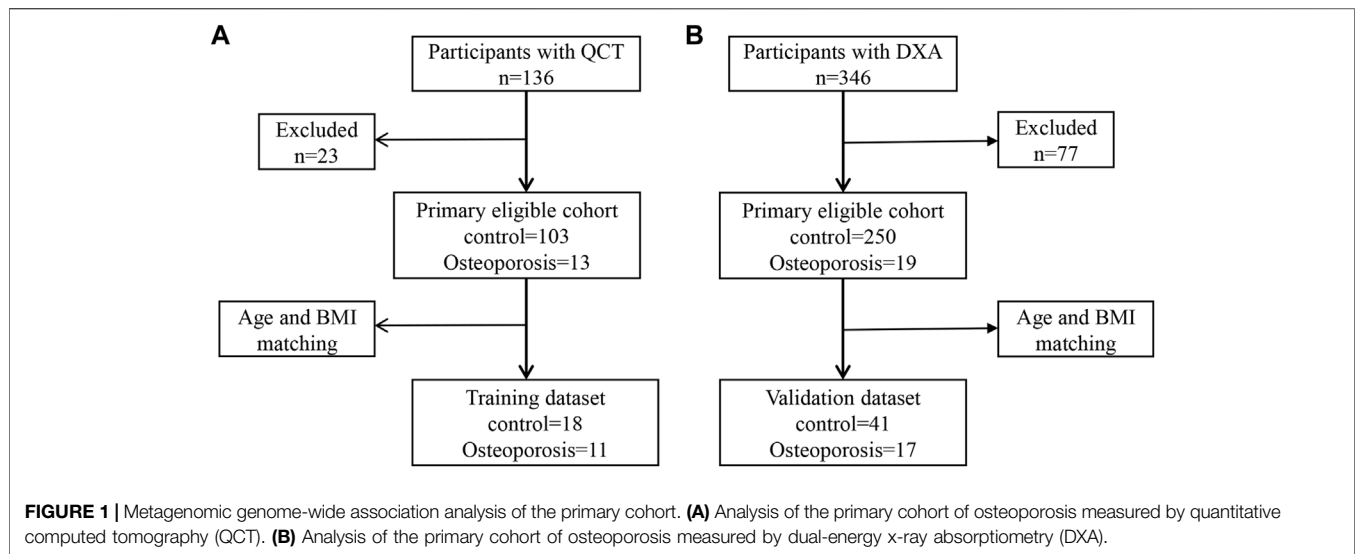 A
Participants with QCT
n=136
Excluded
n=23
Primary eligible cohort
control=103
Osteoporosis=13
Age and BMI
matching
Training dataset
control=18
Osteoporosis=11
B
Participants with DXA
n=346
Excluded
n=77
Primary eligible cohort
control=250
Osteoporosis=19
Age and BMI
matching
Validation dataset
control=41
Osteoporosis=17
FIGURE 1 | Metagenomic genome-wide association analysis of the primary cohort. (A) Analysis of the primary cohort of osteoporosis measured by quantitative
computed tomography (QCT). (B) Analysis of the primary cohort of osteoporosis measured by dual-energy x-ray absorptiometry (DXA).